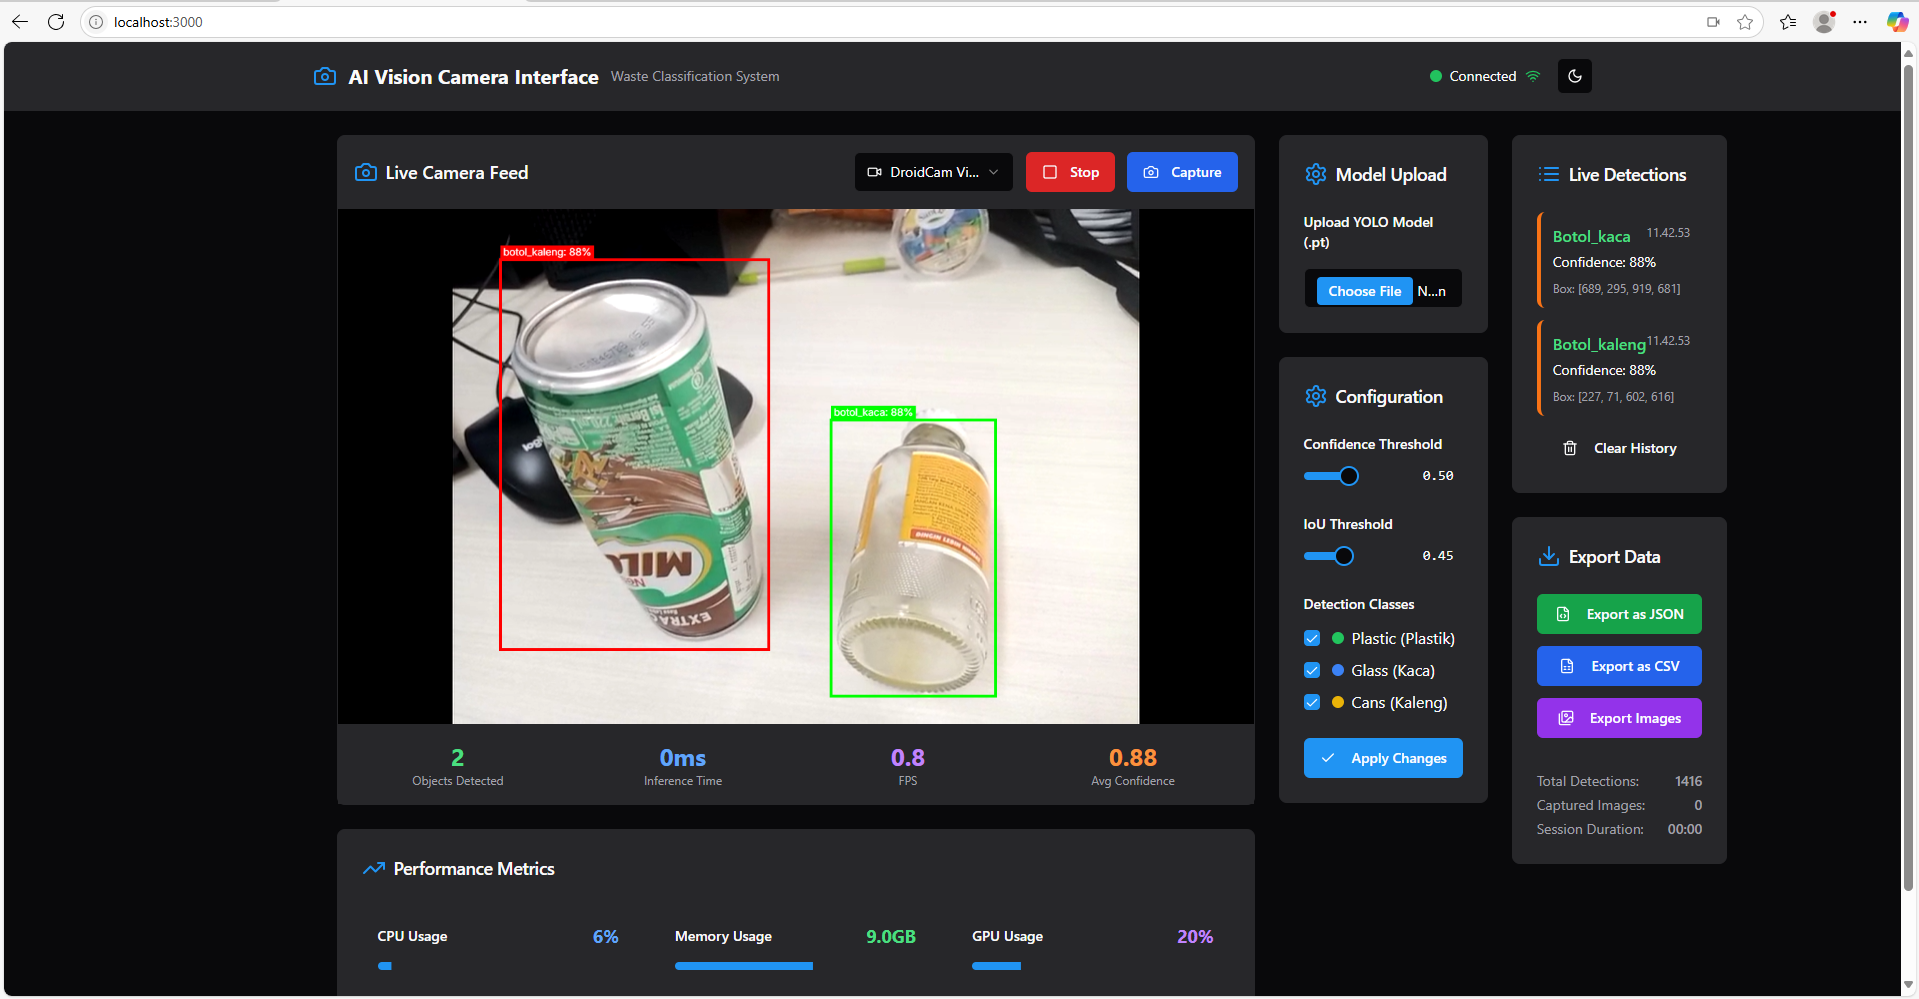 localhost:3000
AI Vision Camera Interface
Waste Classification System
Connected
Live Camera Feed
DroidCam Vi...
Stop
Capture
botol_kaleng: 88%
botol_kaca: 88%
MILO
EXTRA
DINGIN LEBIH
2
Objects Detected
0ms
Inference Time
0.8
FPS
0.88
Avg Confidence
Performance Metrics
CPU Usage
6%
Memory Usage
9.0GB
GPU Usage
20%
Model Upload
Upload YOLO Model
(.pt)
Choose File N...n
Configuration
Confidence Threshold
0.50
IoU Threshold
0.45
Detection Classes
Plastic (Plastik)
Glass (Kaca)
Cans (Kaleng)
Apply Changes
Live Detections
Botol_kaca 11.42.53
Confidence: 88%
Box: [689, 295, 919, 681]
Botol_kaleng 11.42.53
Confidence: 88%
Box: [227, 71, 602, 616]
Clear History
Export Data
Export as JSON
Export as CSV
Export Images
Total Detections: 1416
Captured Images: 0
Session Duration: 00:00